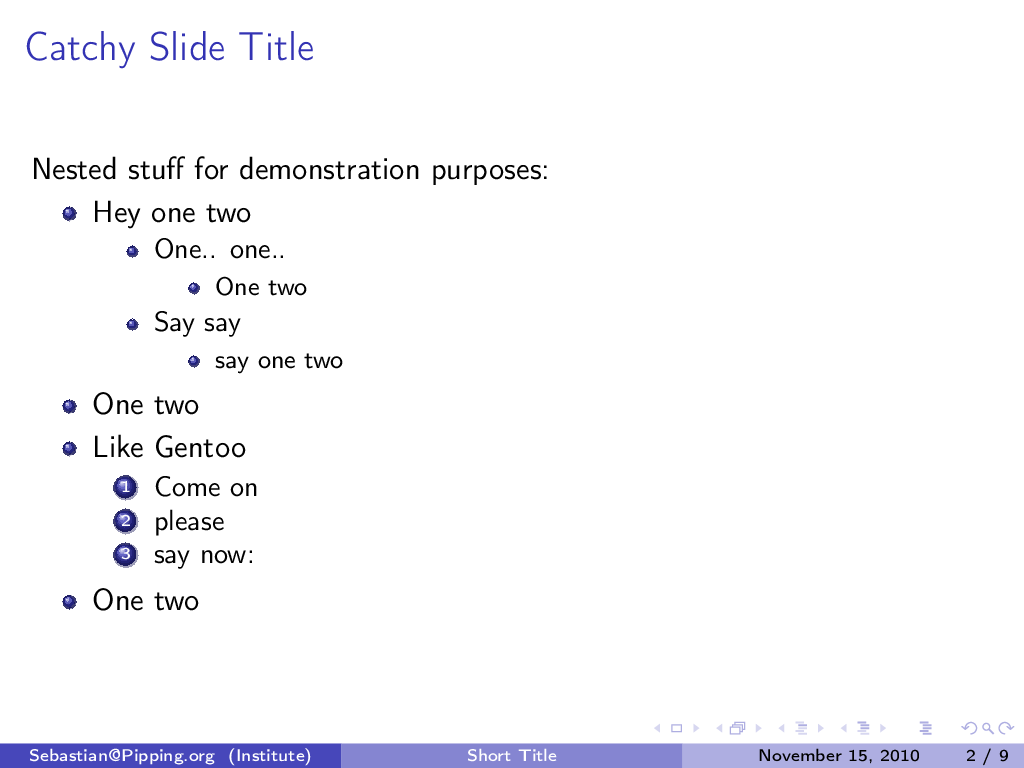 Catchy Slide Title
Nested stuff for demonstration purposes:
Hey one two
One.. one..
One two
Say say
say one two
One two
Like Gentoo
1 Come on
2 please
3 say now:
One two
Sebastian@Pipping.org (Institute) Short Title November 15, 2010 2 / 9